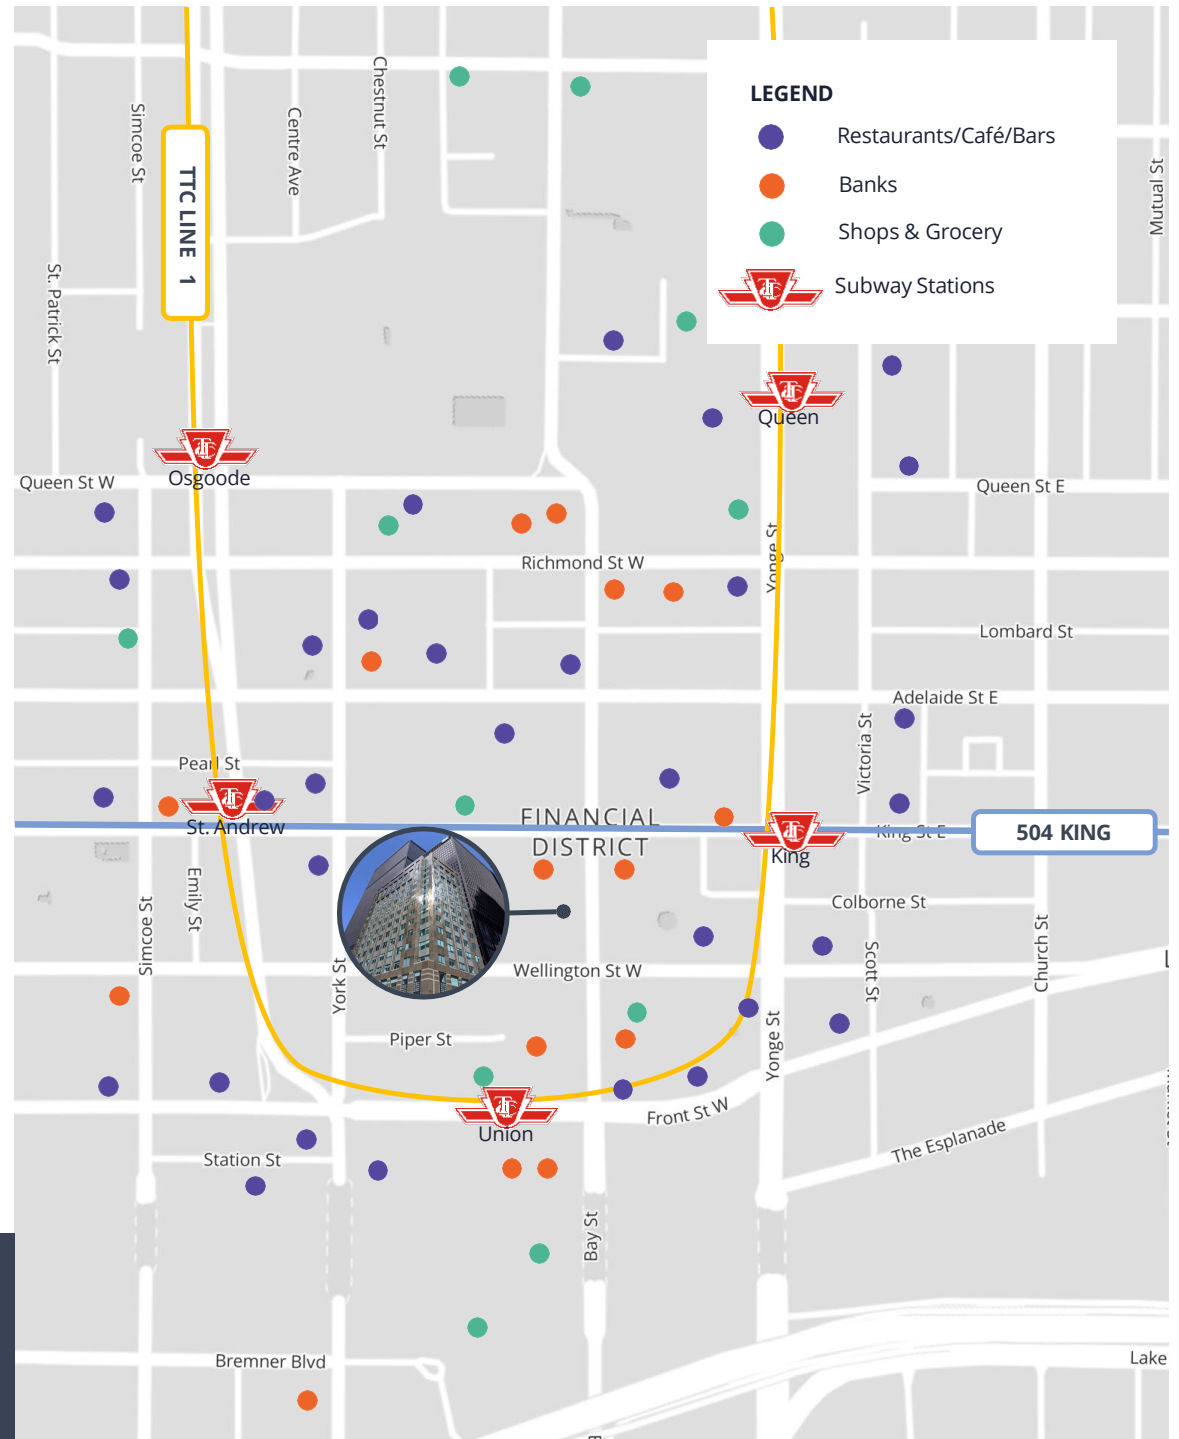 LEGEND
Restaurants/Café/Bars
Banks
Shops & Grocery
Subway Stations
Chestnut St
Simcoe St
Centre Ave
Mutual St
TTC LINE 1
St. Patrick St
Queen
Osgoode
Queen St W
Queen St E
Yonge St
Richmond St W
Lombard St
Adelaide St E
Victoria St
Pearl St
St. Andrew
FINANCIAL
DISTRICT
King St E
504 KING
King
Emily St
Simcoe St
Colborne St
Church St
Scott St
York St
Wellington St W
Yonge St
Piper St
Front St W
Union
The Esplanade
Station St
Bay St
Bremner Blvd
Lake